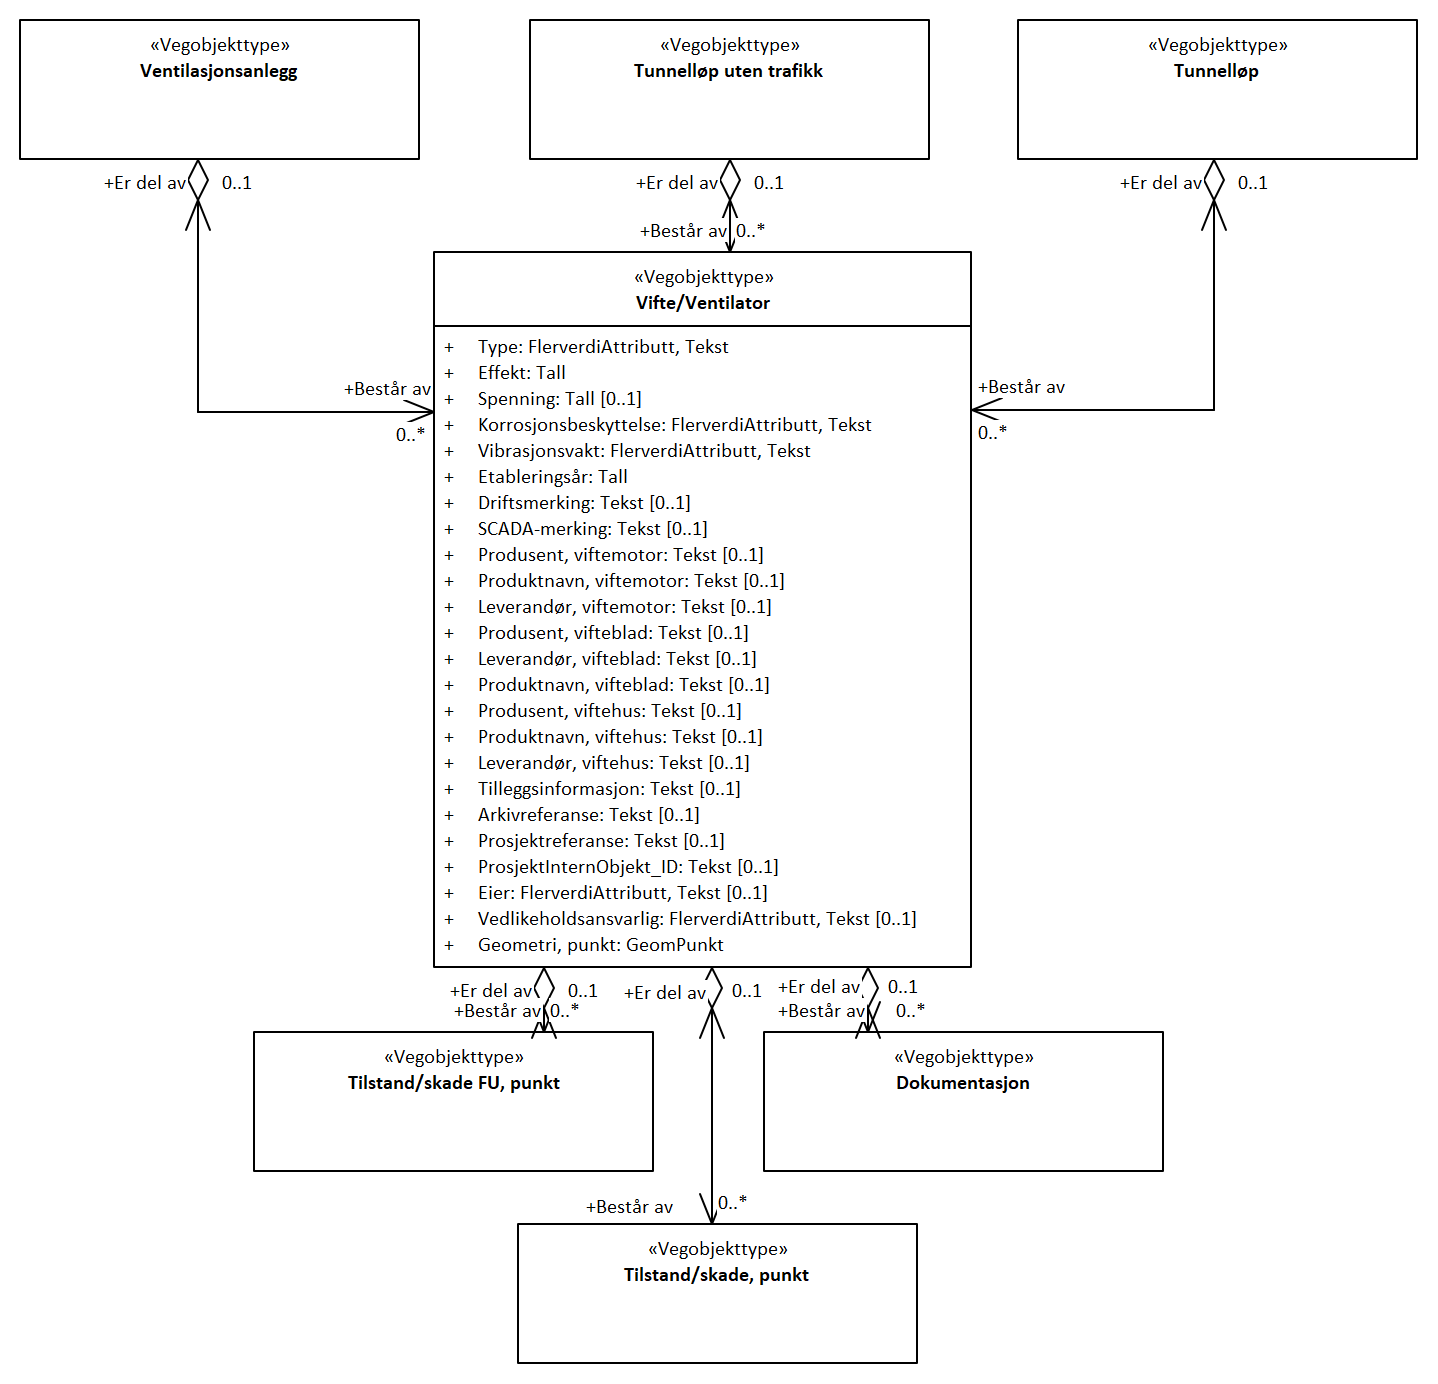 «Vegobjekttype»
Ventilasjonsanlegg
«Vegobjekttype»
Tunnelløp uten trafikk
«Vegobjekttype»
Tunnelløp
+Er del av 0..1
+Er del av 0..1
+Er del av 0..1
+Består av 0..*
«Vegobjekttype»
Vifte/Ventilator
+ Type: FlerverdiAttributt, Tekst
+ Effekt: Tall
+ Spenning: Tall [0..1]
+ Korrosjonsbeskyttelse: FlerverdiAttributt, Tekst
+ Vibrasjonsvakt: FlerverdiAttributt, Tekst
+ Etableringsår: Tall
+ Driftsmerking: Tekst [0..1]
+ SCADA-merking: Tekst [0..1]
+ Produsent, viftemotor: Tekst [0..1]
+ Produktnavn, viftemotor: Tekst [0..1]
+ Leverandør, viftemotor: Tekst [0..1]
+ Produsent, vifteblad: Tekst [0..1]
+ Leverandør, vifteblad: Tekst [0..1]
+ Produktnavn, vifteblad: Tekst [0..1]
+ Produsent, viftehus: Tekst [0..1]
+ Produktnavn, viftehus: Tekst [0..1]
+ Leverandør, viftehus: Tekst [0..1]
+ Tilleggsinformasjon: Tekst [0..1]
+ Arkivreferanse: Tekst [0..1]
+ Prosjektreferanse: Tekst [0..1]
+ ProsjektInternObjekt_ID: Tekst [0..1]
+ Eier: FlerverdiAttributt, Tekst [0..1]
+ Vedlikeholdsansvarlig: FlerverdiAttributt, Tekst [0..1]
+ Geometri, punkt: GeomPunkt
+Består av
0..*
+Består av
0..*
+Er del av 0..1
+Består av 0..*
+Er del av 0..1
+Er del av 0..1
+Består av 0..*
«Vegobjekttype»
Tilstand/skade FU, punkt
«Vegobjekttype»
Dokumentasjon
+Består av 0..*
«Vegobjekttype»
Tilstand/skade, punkt